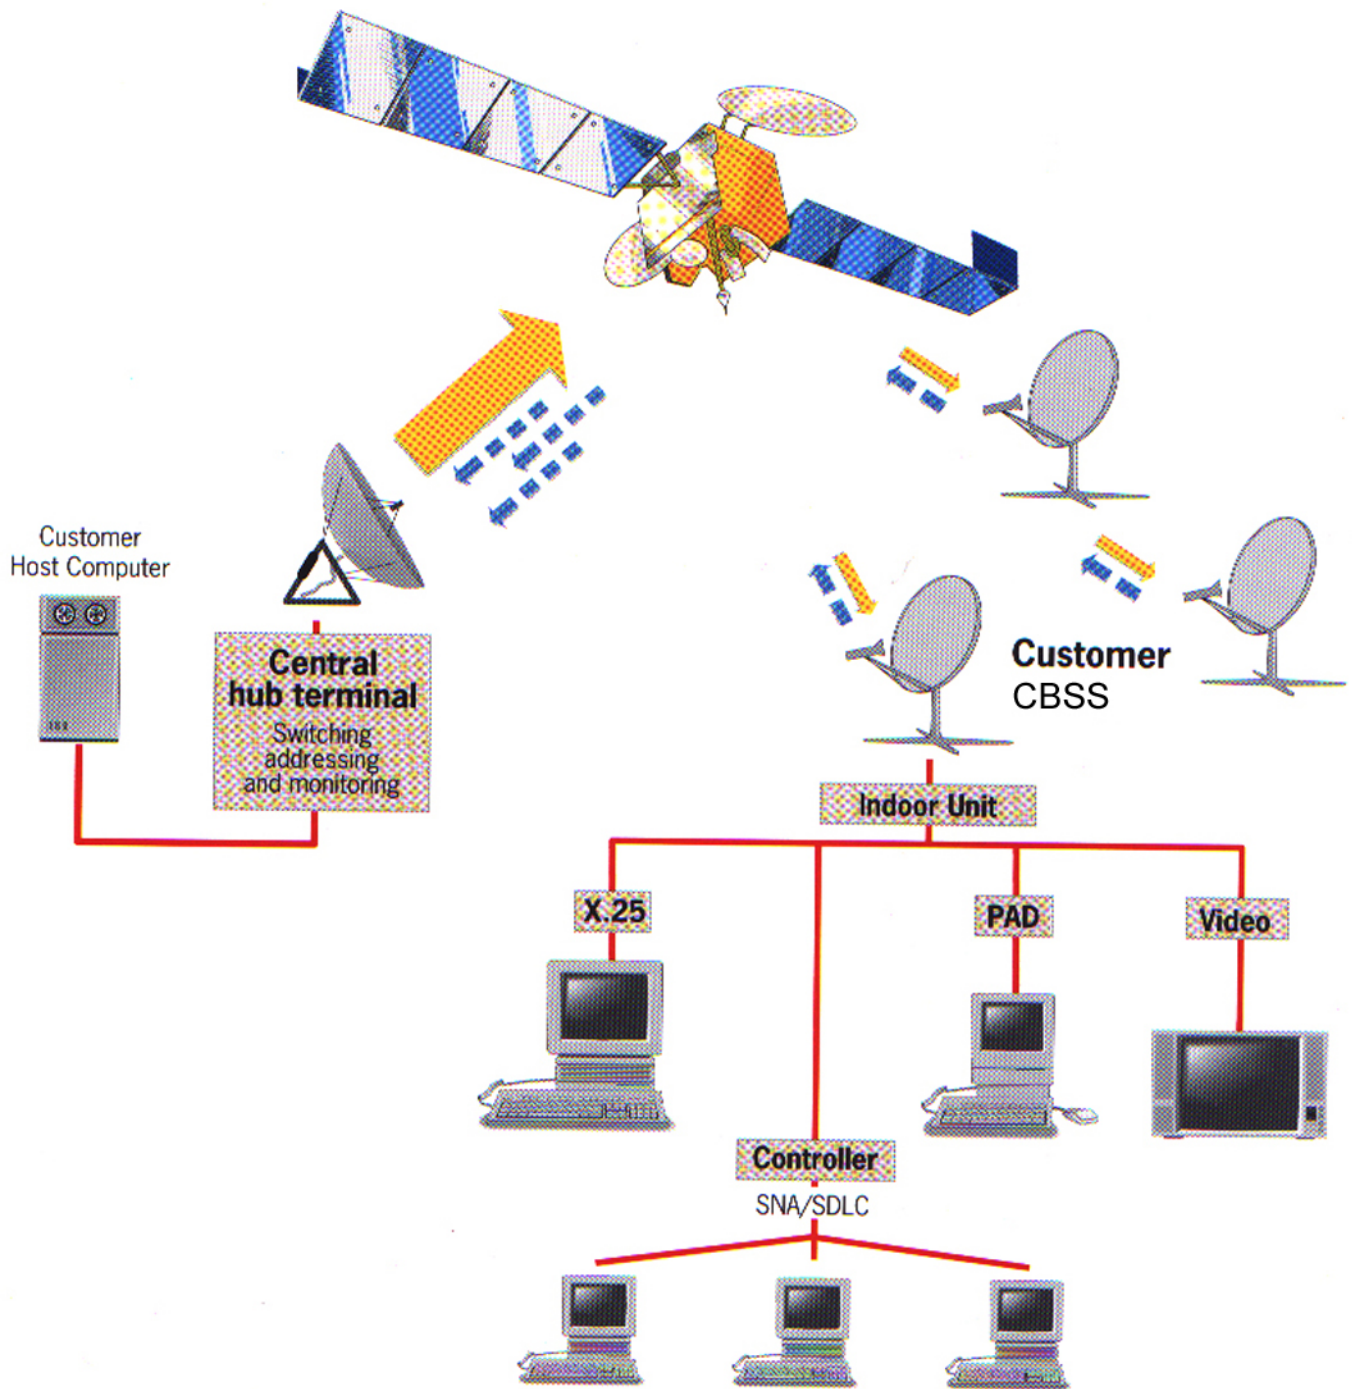 Customer
Host Computer
Central
hub terminal
Switching
addressing
and monitoring
Customer
CBSS
Indoor Unit
X.25
PAD
Video
Controller
SNA/SDLC